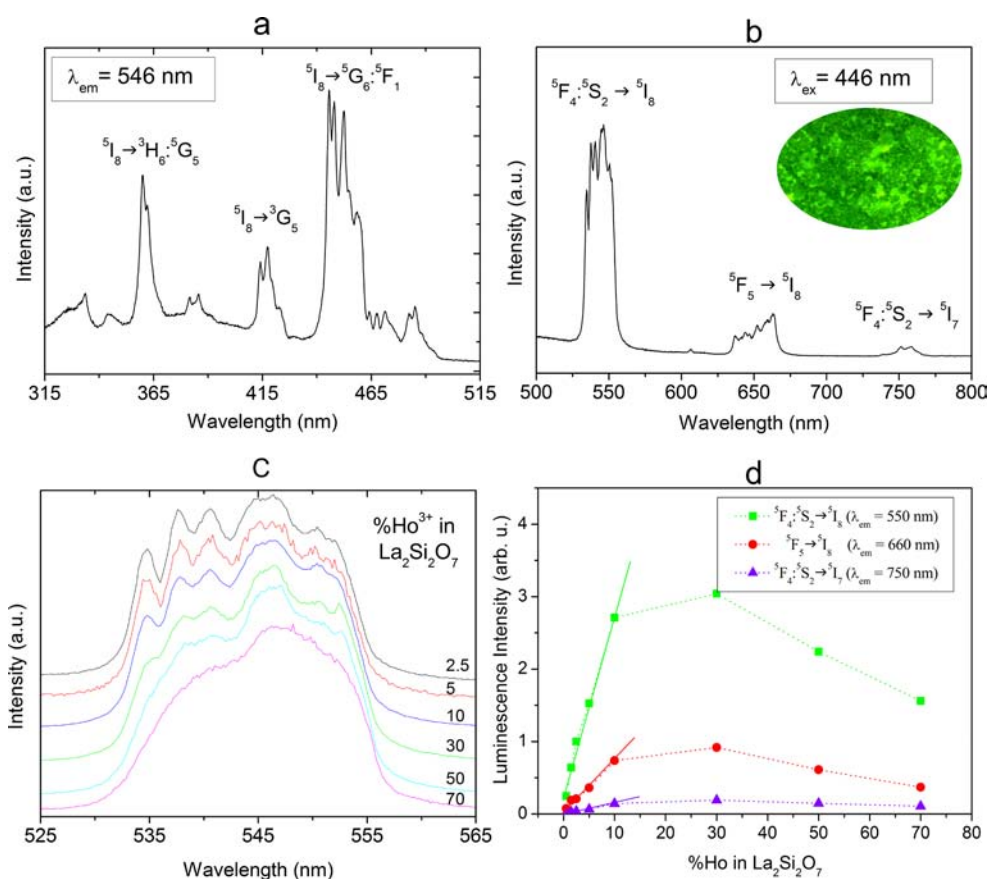 a
λem = 546 nm
⁵I₈→⁵G₆:⁵F₁
⁵I₈→³H₆:⁵G₅
⁵I₈→³G₅
Intensity (a.u.)
315 365 415 465 515
Wavelength (nm)
b
λex = 446 nm
⁵F₄:⁵S₂ → ⁵I₈
⁵F₅ → ⁵I₈
⁵F₄:⁵S₂ → ⁵I₇
Intensity (a.u.)
500 550 600 650 700 750 800
Wavelength (nm)
c
%Ho³⁺ in
La₂Si₂O₇
2.5
5
10
30
50
70
Intensity (a.u.)
525 535 545 555 565
Wavelength (nm)
d
⁵F₄:⁵S₂→⁵I₈ (λem = 550 nm)
⁵F₅→⁵I₈ (λem = 660 nm)
⁵F₄:⁵S₂→⁵I₇ (λem = 750 nm)
Luminescence Intensity (arb. u.)
4
3
2
1
0
0 10 20 30 40 50 60 70 80
%Ho in La₂Si₂O₇